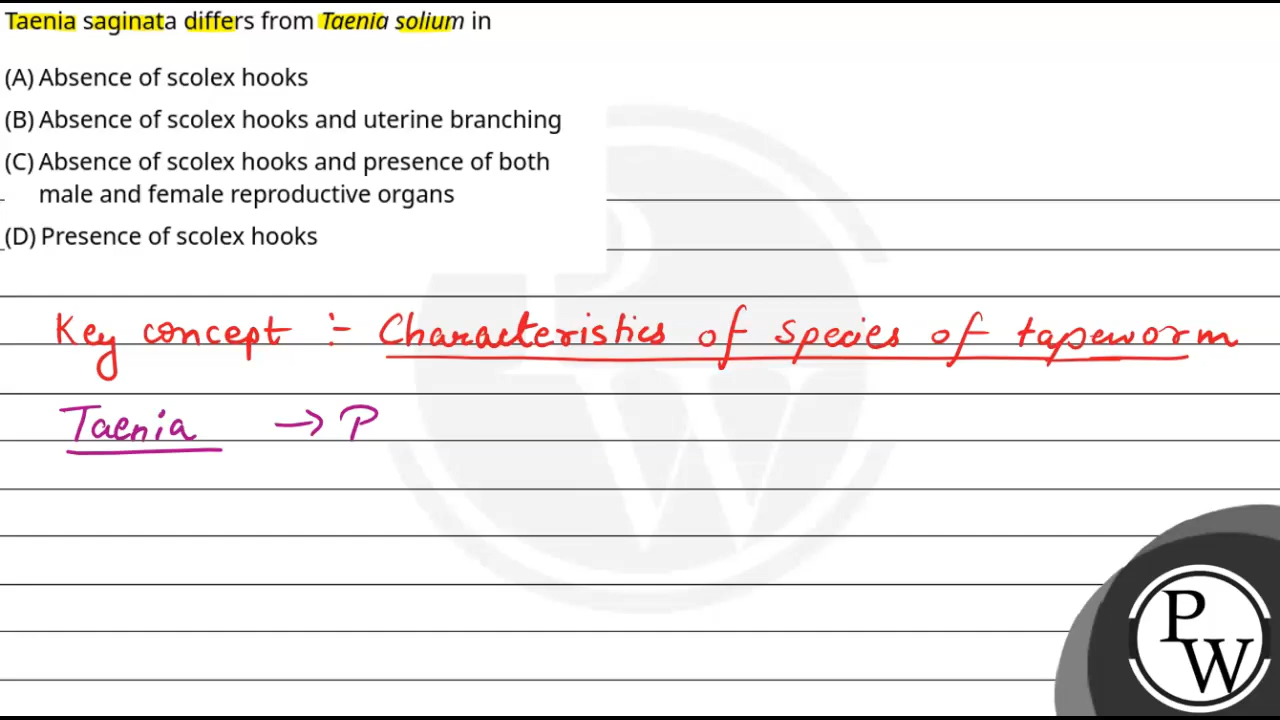 Taenia saginata differs from Taenia solium in
(A) Absence of scolex hooks
(B) Absence of scolex hooks and uterine branching
(C) Absence of scolex hooks and presence of both
male and female reproductive organs
(D) Presence of scolex hooks
Key concept :- Characteristics of species of tapeworm
Taenia → P
P
W
P
W